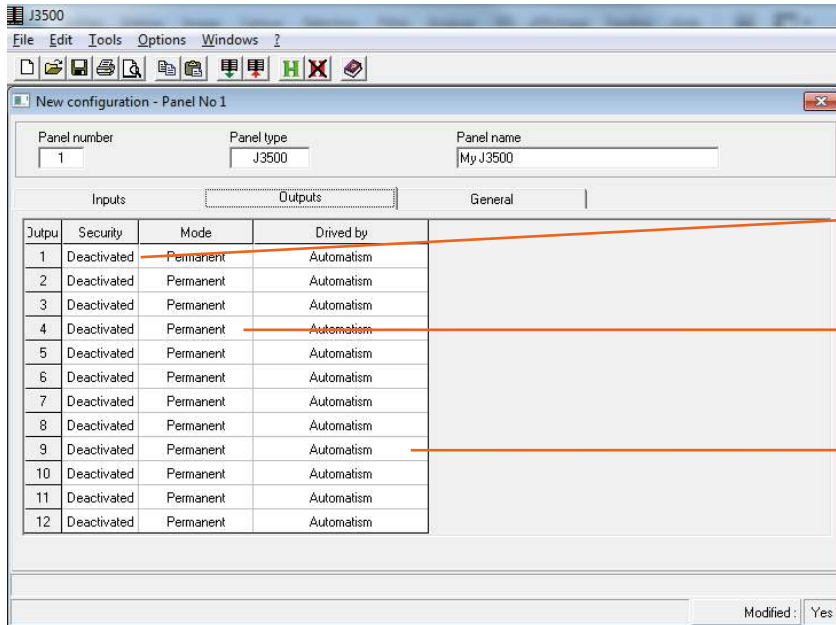 J3500
File Edit Tools Options Windows ?
New configuration - Panel No 1
Panel number Panel type Panel name
1 J3500 My J3500
Inputs Outputs General
Outpu Security Mode Drived by
1 Deactivated Permanent Automatism
2 Deactivated Permanent Automatism
3 Deactivated Permanent Automatism
4 Deactivated Permanent Automatism
5 Deactivated Permanent Automatism
6 Deactivated Permanent Automatism
7 Deactivated Permanent Automatism
8 Deactivated Permanent Automatism
9 Deactivated Permanent Automatism
10 Deactivated Permanent Automatism
11 Deactivated Permanent Automatism
12 Deactivated Permanent Automatism
Modified : Yes